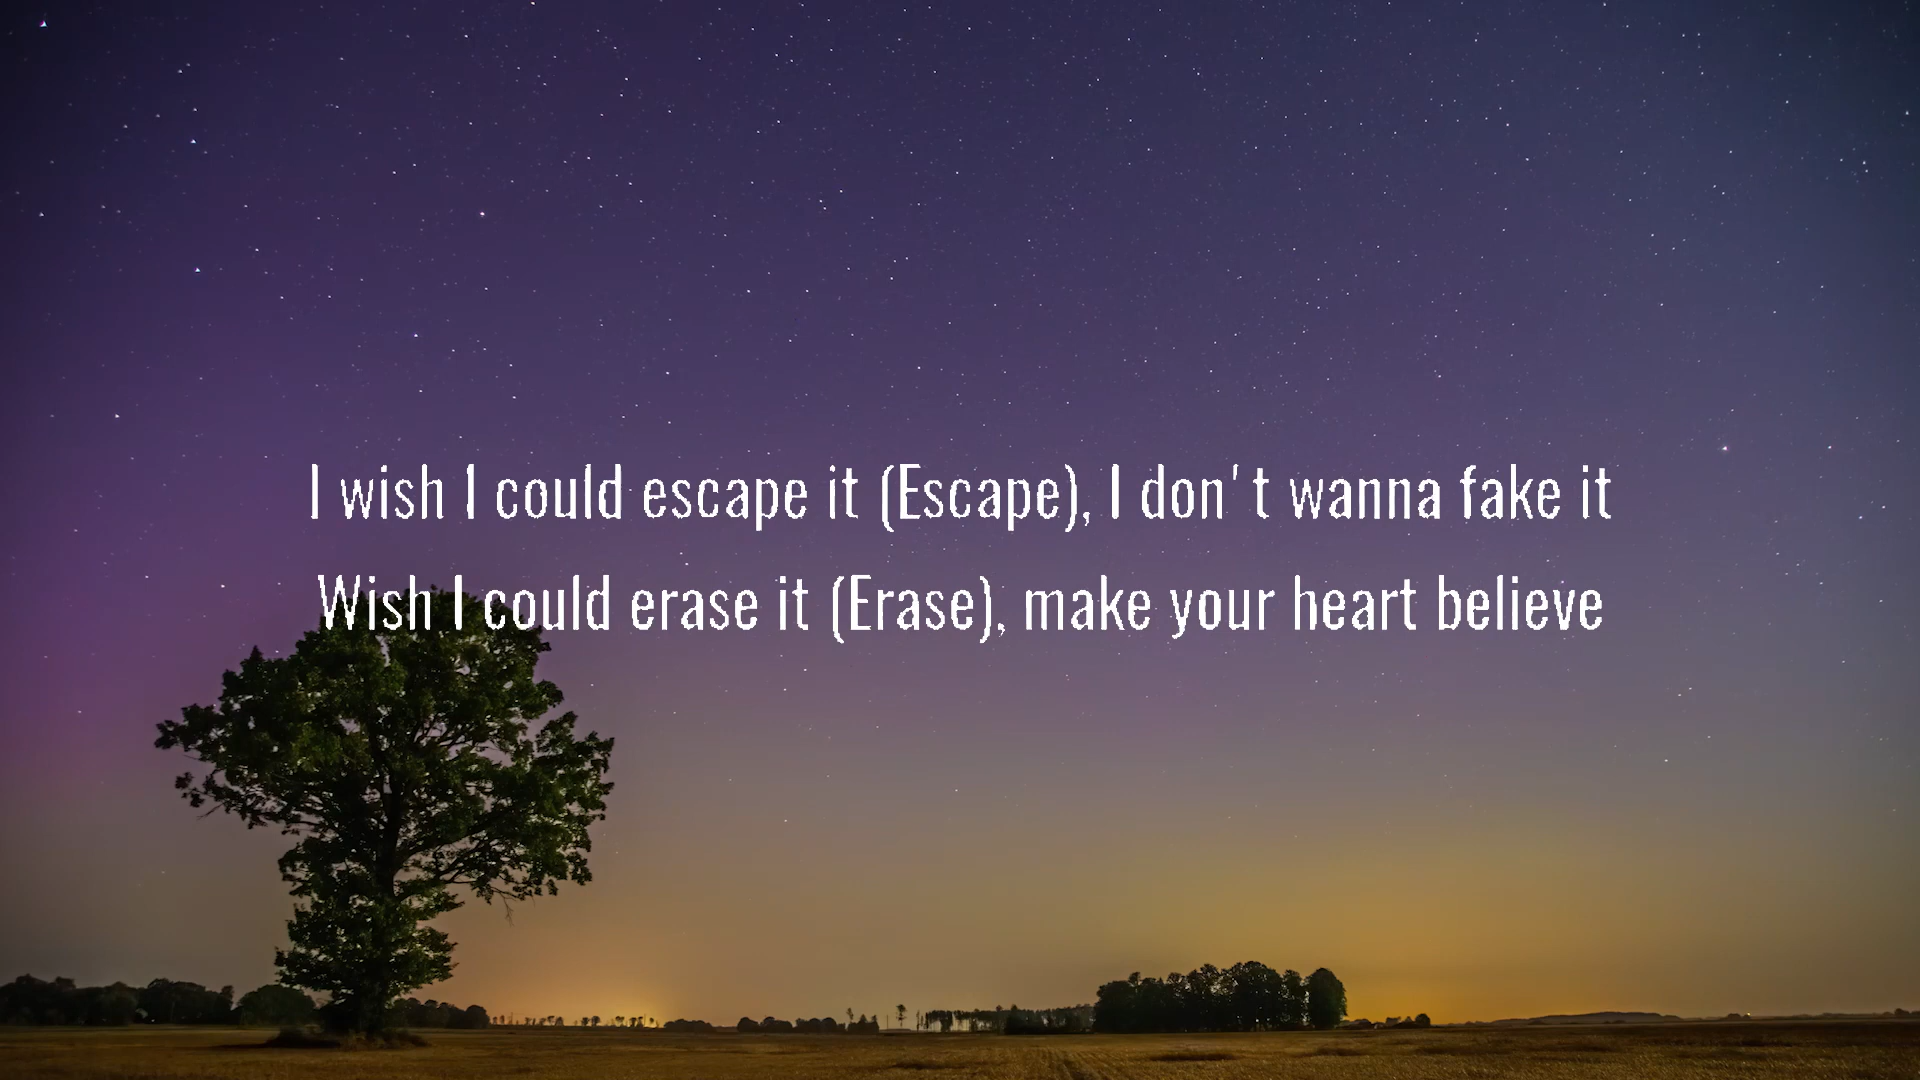 I wish I could escape it (Escape), I don't wanna fake it
Wish I could erase it (Erase), make your heart believe